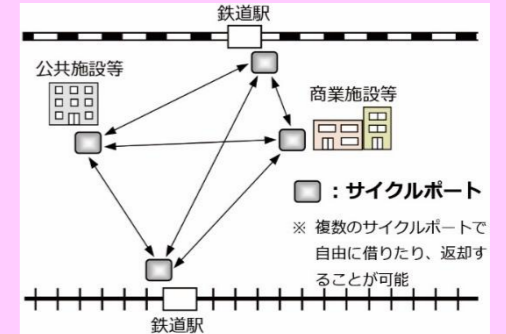 鉄道駅
公共施設等
商業施設等
：サイクルポート
※ 複数のサイクルポートで
自由に借りたり、返却す
ることが可能
鉄道駅